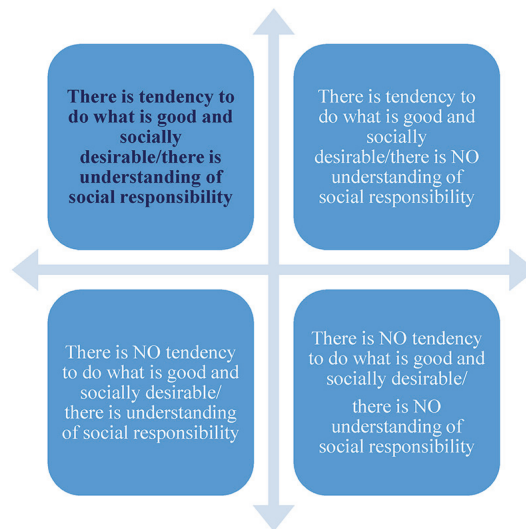 There is tendency to
do what is good and
socially
desirable/there is
understanding of
social responsibility
There is tendency to
do what is good and
socially
desirable/there is NO
understanding of
social responsibility
There is NO tendency
to do what is good and
socially desirable/
there is understanding
of social responsibility
There is NO tendency
to do what is good and
socially desirable/
there is NO
understanding of
social responsibility